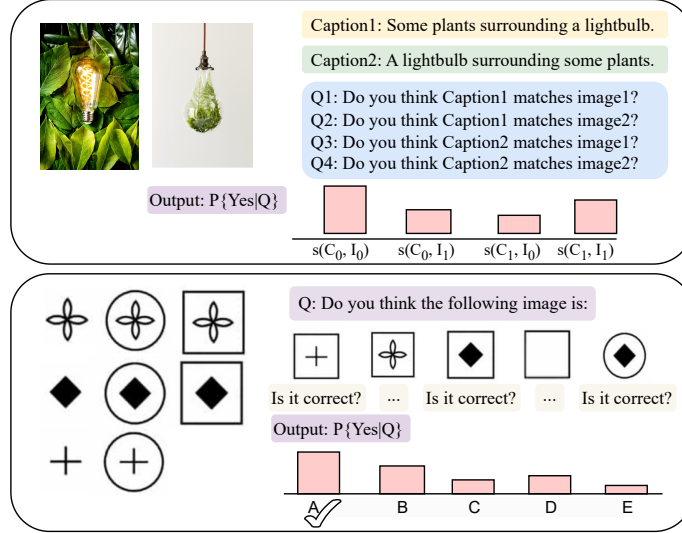 Caption1: Some plants surrounding a lightbulb.
Caption2: A lightbulb surrounding some plants.
Q1: Do you think Caption1 matches image1?
Q2: Do you think Caption1 matches image2?
Q3: Do you think Caption2 matches image1?
Q4: Do you think Caption2 matches image2?
Output: P{Yes|Q}
s(C₀, I₀) s(C₀, I₁) s(C₁, I₀) s(C₁, I₁)
Q: Do you think the following image is:
Is it correct? ... Is it correct? ... Is it correct?
Output: P{Yes|Q}
A B C D E